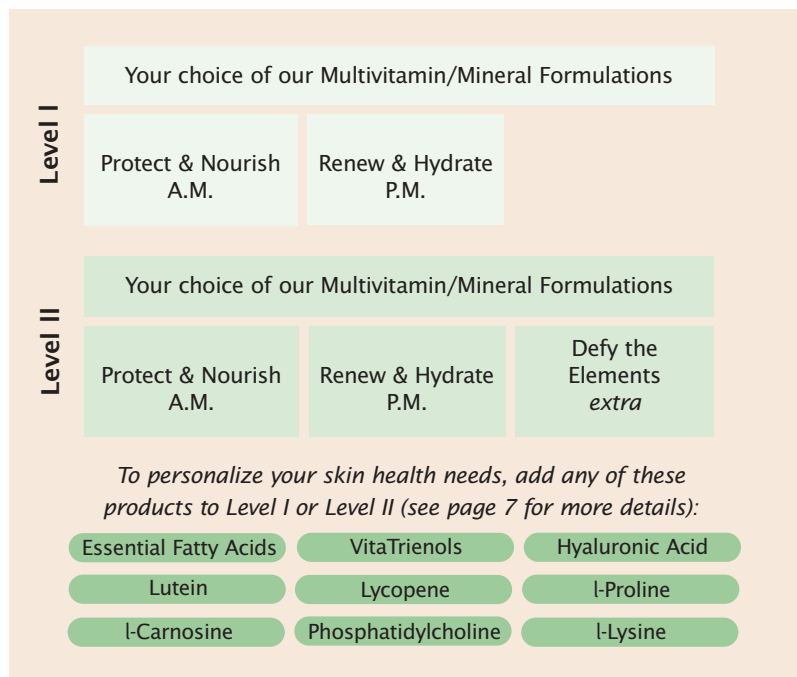 Level I
Your choice of our Multivitamin/Mineral Formulations
Protect & Nourish
A.M.
Renew & Hydrate
P.M.
Level II
Your choice of our Multivitamin/Mineral Formulations
Protect & Nourish
A.M.
Renew & Hydrate
P.M.
Defy the
Elements
extra
To personalize your skin health needs, add any of these
products to Level I or Level II (see page 7 for more details):
Essential Fatty Acids
VitaTrienols
Hyaluronic Acid
Lutein
Lycopene
l-Proline
l-Carnosine
Phosphatidylcholine
l-Lysine